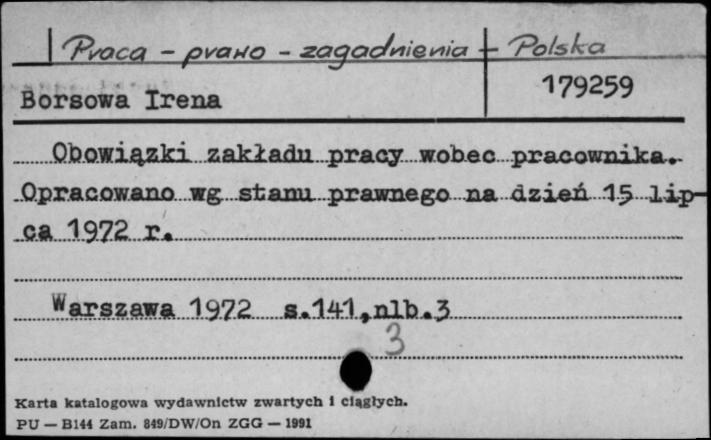 Praca - prawo - zagadnienia - Polska
Borsowa Irena
179259
Obowiązki zakładu pracy wobec pracownika.
Opracowano wg stanu prawnego na dzień 15 lip-
ca 1972 r.
Warszawa 1972 s.141,nlb.3
3
Karta katalogowa wydawnictw zwartych i ciągłych.
PU — B144 Zam. 849/DW/On ZGG — 1991